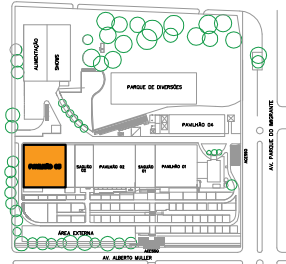 ALIMENTAÇÃO
SHOWS
PARQUE DE DIVERSÕES
PAVILHÃO 04
PAVILHÃO 03
SAGUÃO
02
PAVILHÃO 02
SAGUÃO
01
PAVILHÃO 01
ACESSO
AV. PARQUE DO IMIGRANTE
ÁREA EXTERNA
ACESSO
AV. ALBERTO MULLER